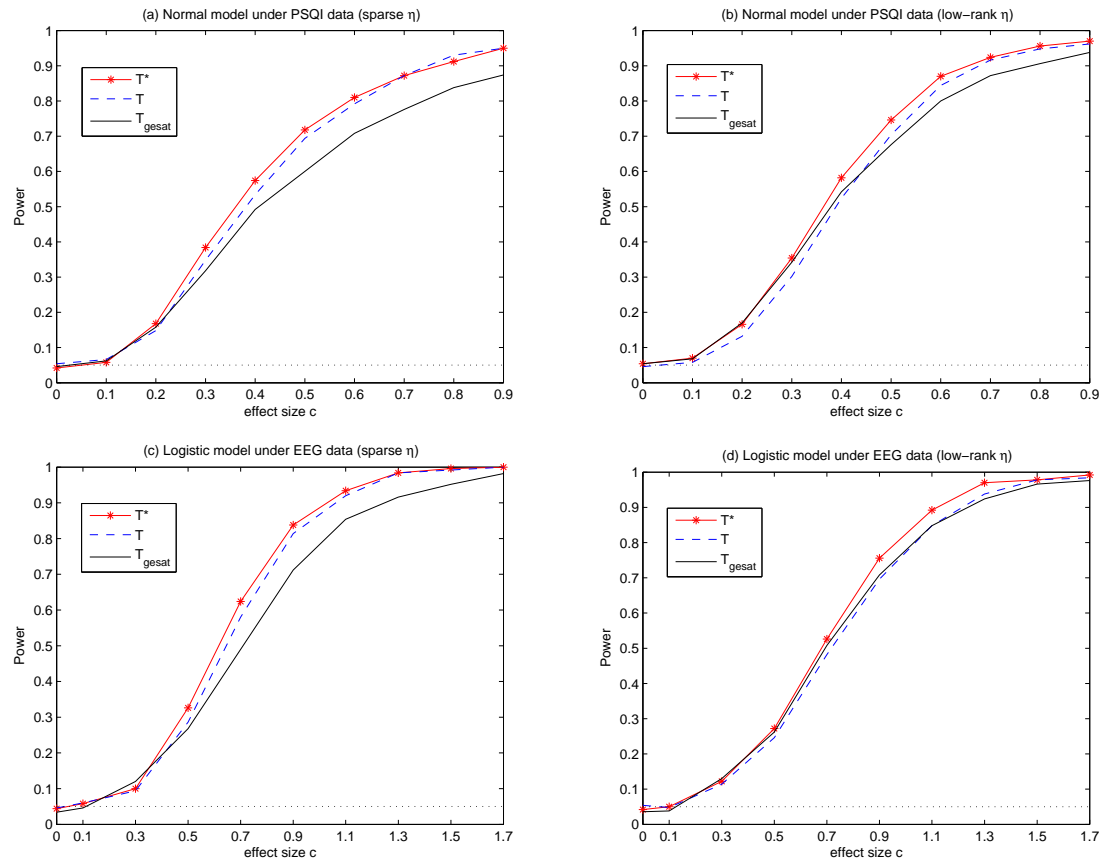 (a) Normal model under PSQI data (sparse η)
1
0.9
0.8
0.7
0.6
0.5
0.4
0.3
0.2
0.1
0
Power
T*
T
T gesat
0 0.1 0.2 0.3 0.4 0.5 0.6 0.7 0.8 0.9
effect size c
(b) Normal model under PSQI data (low−rank η)
1
0.9
0.8
0.7
0.6
0.5
0.4
0.3
0.2
0.1
0
Power
T*
T
T gesat
0 0.1 0.2 0.3 0.4 0.5 0.6 0.7 0.8 0.9
effect size c
(c) Logistic model under EEG data (sparse η)
1
0.9
0.8
0.7
0.6
0.5
0.4
0.3
0.2
0.1
0
Power
T*
T
T gesat
0 0.1 0.3 0.5 0.7 0.9 1.1 1.3 1.5 1.7
effect size c
(d) Logistic model under EEG data (low−rank η)
1
0.9
0.8
0.7
0.6
0.5
0.4
0.3
0.2
0.1
0
Power
T*
T
T gesat
0 0.1 0.3 0.5 0.7 0.9 1.1 1.3 1.5 1.7
effect size c